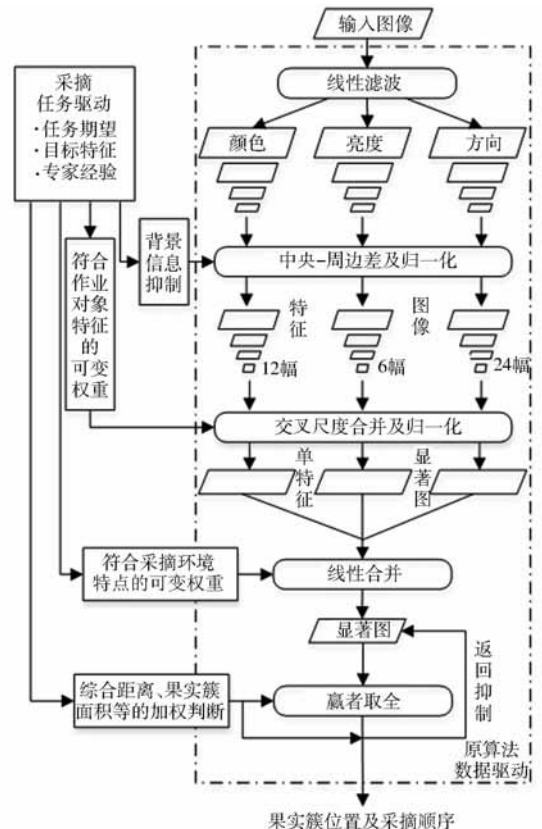 输入图像
线性滤波
采摘
任务驱动
·任务期望
·目标特征
·专家经验
颜色
亮度
方向
背景
信息
抑制
中央-周边差及归一化
符合
作业
对象
特征
的
可变
权重
特征
图像
12幅
6幅
24幅
交叉尺度合并及归一化
单特征
显著图
符合采摘环境
特点的可变权重
线性合并
显著图
返回抑制
综合距离、果实簇
面积等的加权判断
赢者取全
原算法
数据驱动
果实簇位置及采摘顺序